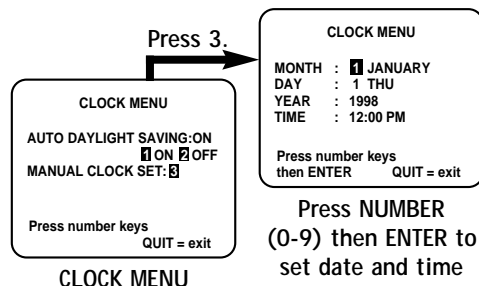 Press 3.
CLOCK MENU
AUTO DAYLIGHT SAVING:ON
1 ON 2 OFF
MANUAL CLOCK SET:3
Press number keys
QUIT = exit
CLOCK MENU
CLOCK MENU
MONTH : 1 JANUARY
DAY : 1 THU
YEAR : 1998
TIME : 12:00 PM
Press number keys
then ENTER QUIT = exit
Press NUMBER
(0-9) then ENTER to
set date and time